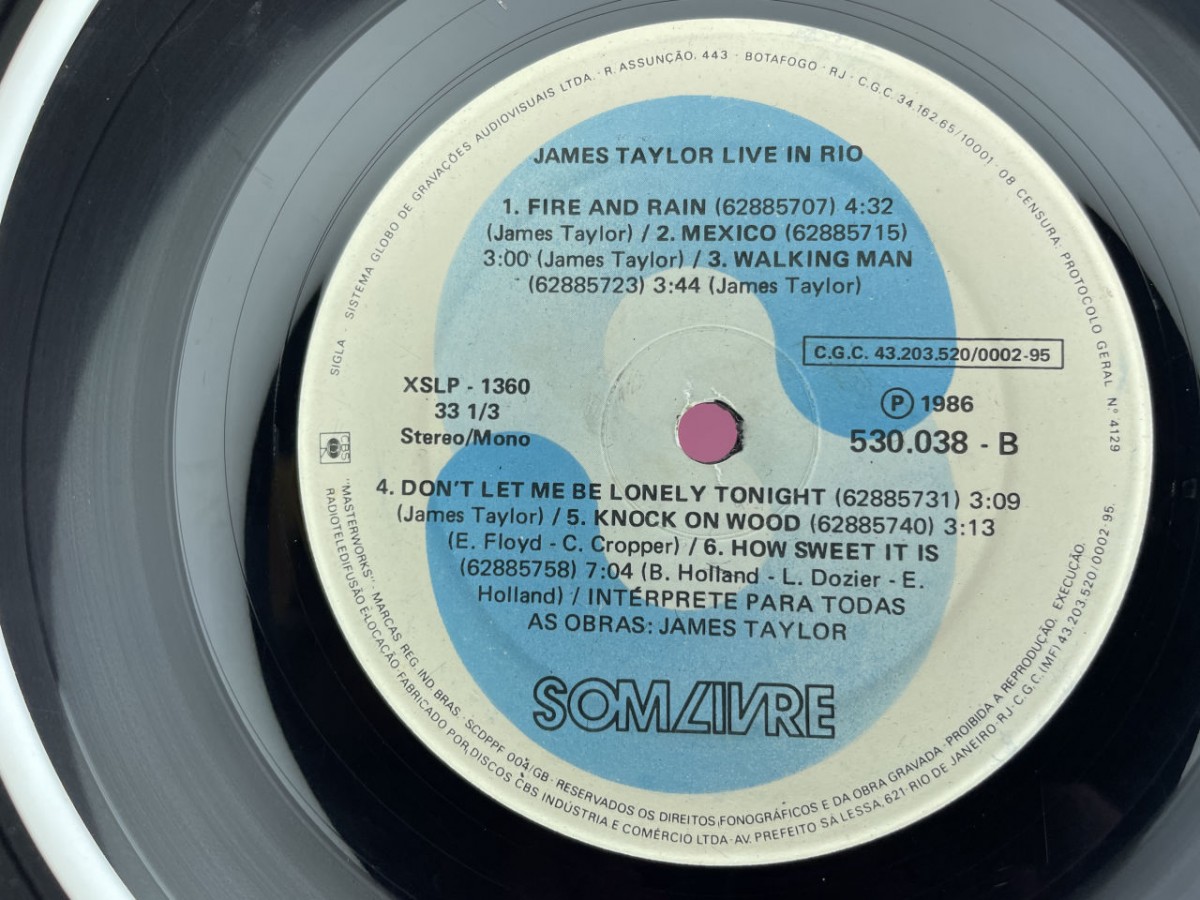 SIGLA · SISTEMA GLOBO DE GRAVAÇÕES AUDIOVISUAIS LTDA. · R. ASSUNÇÃO, 443 · BOTAFOGO · RJ · C.G.C. 34.162.65/10001 · 08 CENSURA: PROTOCOLO GERAL Nº 4129
JAMES TAYLOR LIVE IN RIO
1. FIRE AND RAIN (62885707) 4:32
(James Taylor) / 2. MEXICO (62885715)
3:00 (James Taylor) / 3. WALKING MAN
(62885723) 3:44 (James Taylor)
C.G.C. 43.203.520/0002-95
XSLP - 1360
33 1/3
Stereo/Mono
Ⓟ 1986
530.038 - B
CBS
4. DON'T LET ME BE LONELY TONIGHT (62885731) 3:09
(James Taylor) / 5. KNOCK ON WOOD (62885740) 3:13
(E. Floyd - C. Cropper) / 6. HOW SWEET IT IS
(62885758) 7:04 (B. Holland - L. Dozier - E.
Holland) / INTÉRPRETE PARA TODAS
AS OBRAS: JAMES TAYLOR
SOMLIVRE
"MASTERWORKS" · MARCAS REG. IND. BRAS · SCDPPF 004/GB · RESERVADOS OS DIREITOS FONOGRÁFICOS E DA OBRA GRAVADA · PROIBIDA A REPRODUÇÃO, EXECUÇÃO,
RADIOTELEDIFUSÃO E LOCAÇÃO · FABRICADO POR DISCOS CBS INDÚSTRIA E COMÉRCIO LTDA · AV. PREFEITO SÁ LESSA, 621 · RIO DE JANEIRO · RJ · C.G.C. (MF) 43.203.520/0002-95.